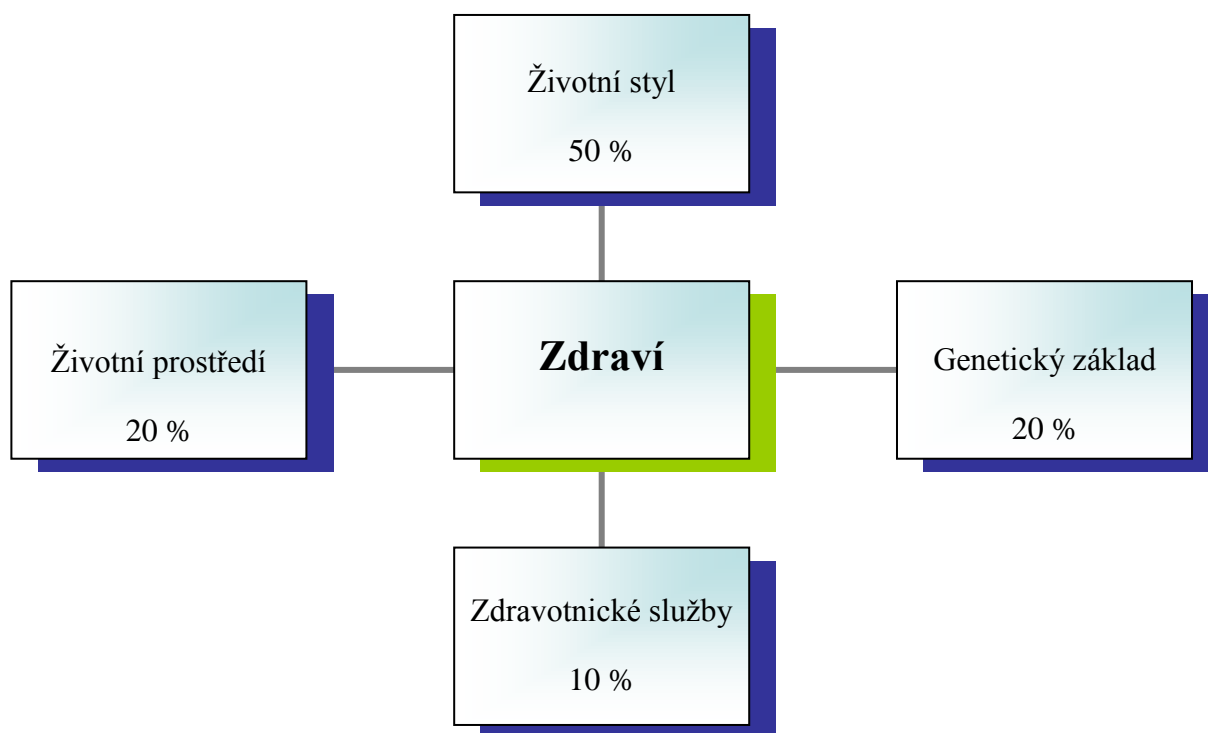 Životní styl
50 %
Životní prostředí
20 %
Zdraví
Genetický základ
20 %
Zdravotnické služby
10 %